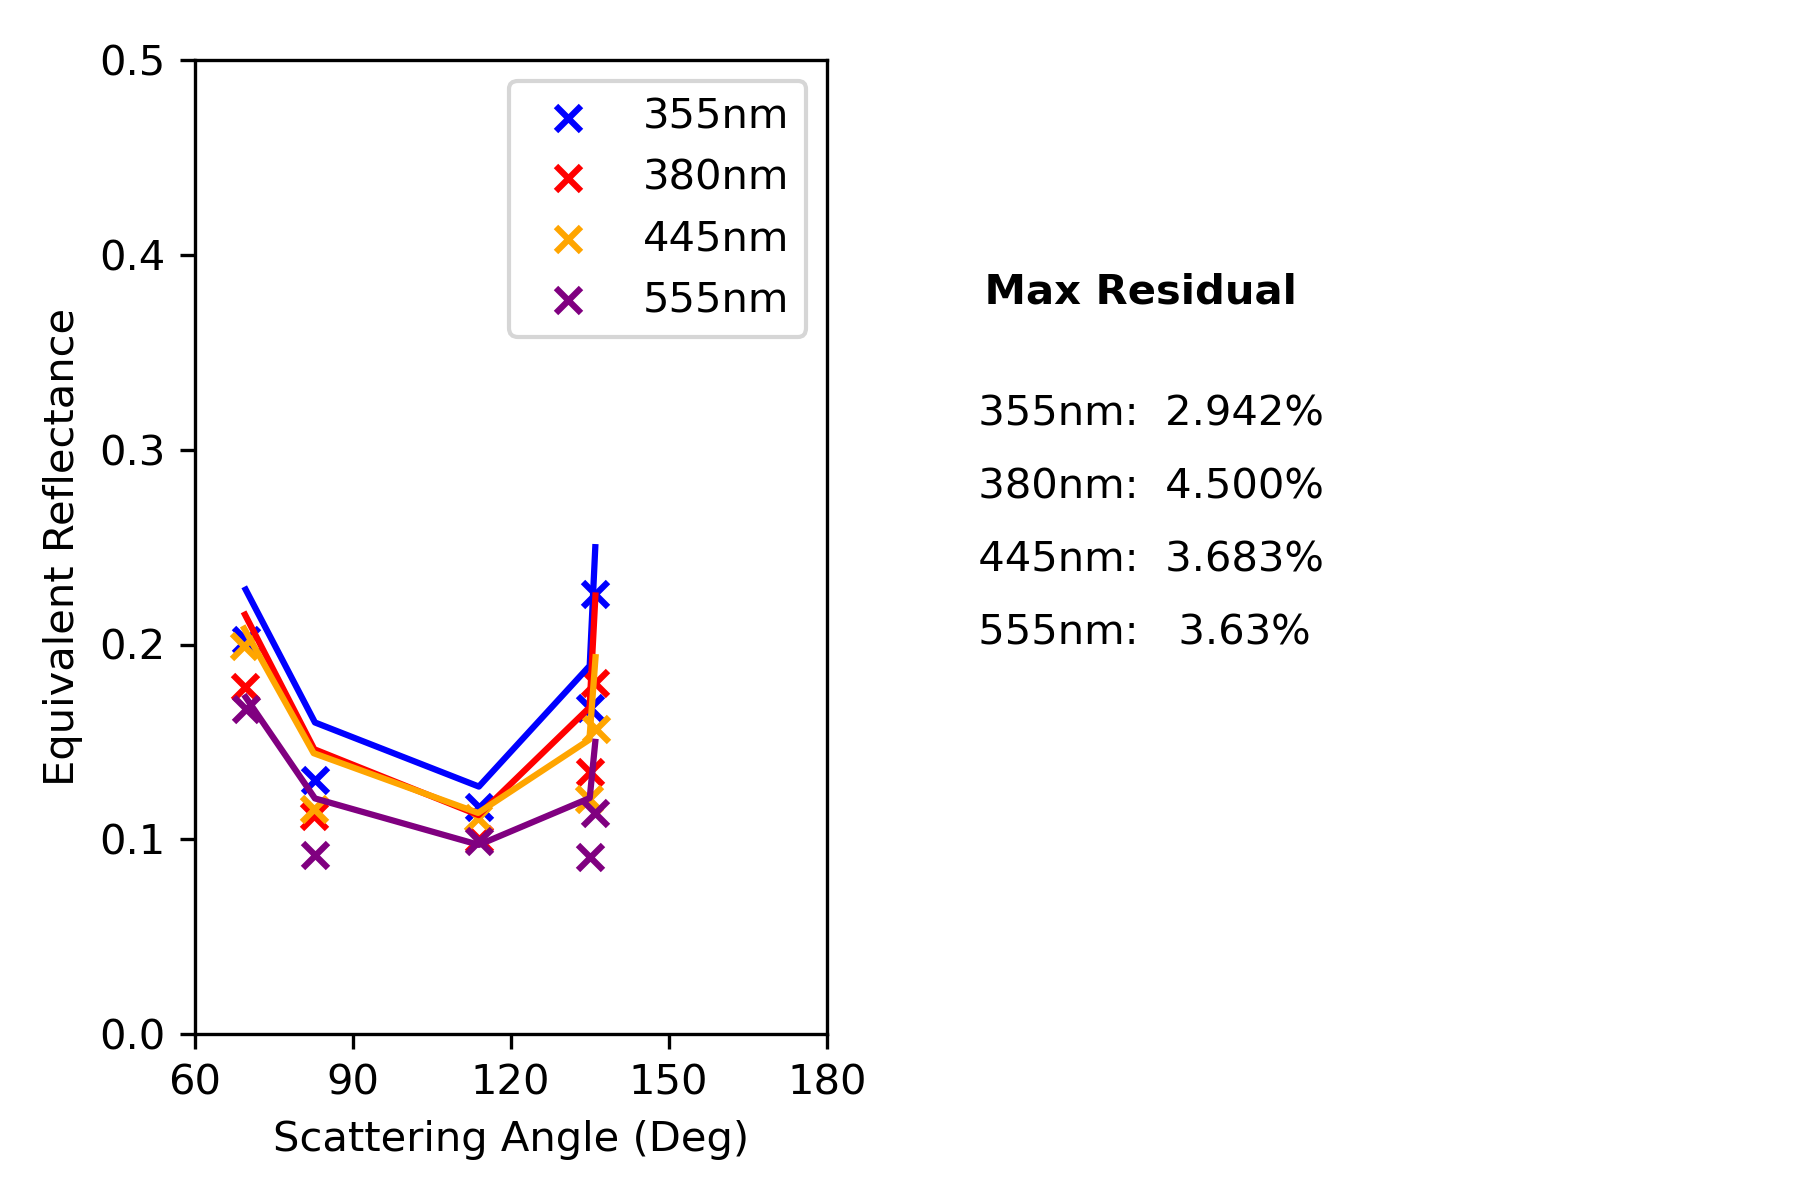 0.5
0.4
0.3
0.2
0.1
0.0
60 90 120 150 180
Equivalent Reflectance
Scattering Angle (Deg)
355nm
380nm
445nm
555nm
Max Residual
355nm: 2.942%
380nm: 4.500%
445nm: 3.683%
555nm: 3.63%